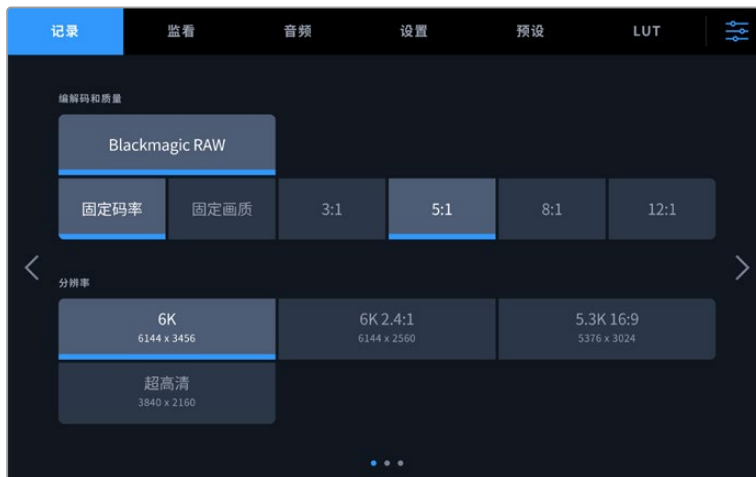 记录 监看 音频 设置 预设 LUT
编解码和质量
Blackmagic RAW
固定码率 固定画质 3:1 5:1 8:1 12:1
分辨率
6K 6K 2.4:1 5.3K 16:9
6144 x 3456 6144 x 2560 5376 x 3024
超高清
3840 x 2160